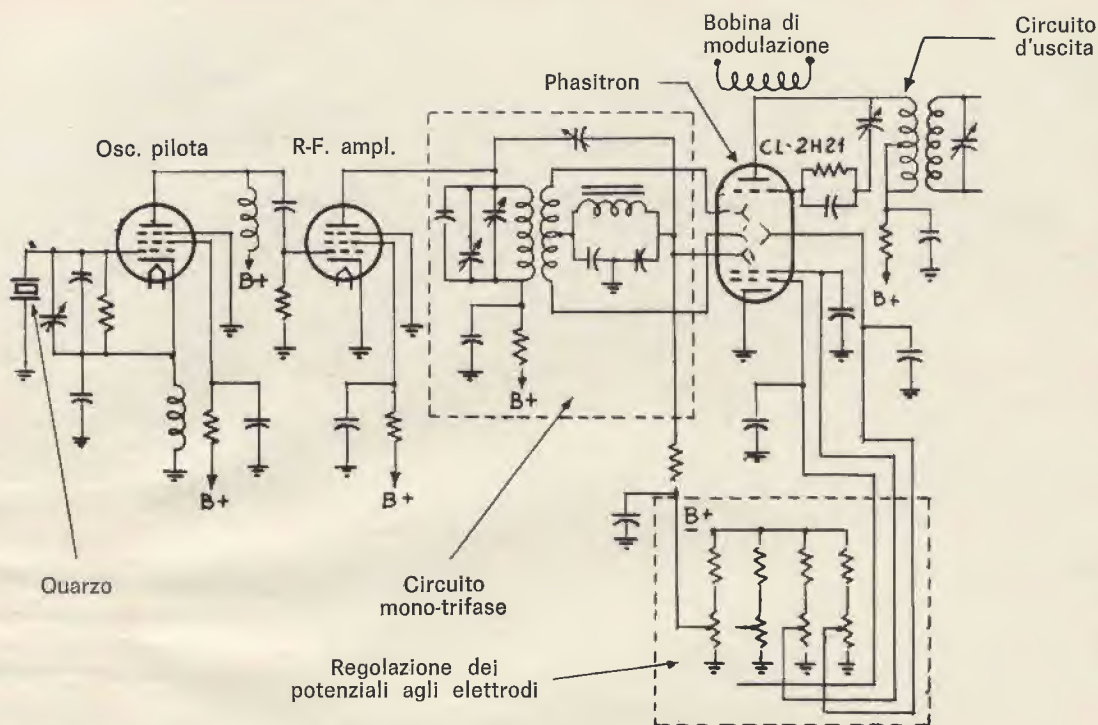 Bobina di
modulazione
Circuito
d'uscita
Phasitron
Osc. pilota
R-F. ampl.
CL-2H21
B+
B+
B+
B+
B+
B+
B+
Quarzo
Circuito
mono-trifase
Regolazione dei
potenziali agli elettrodi